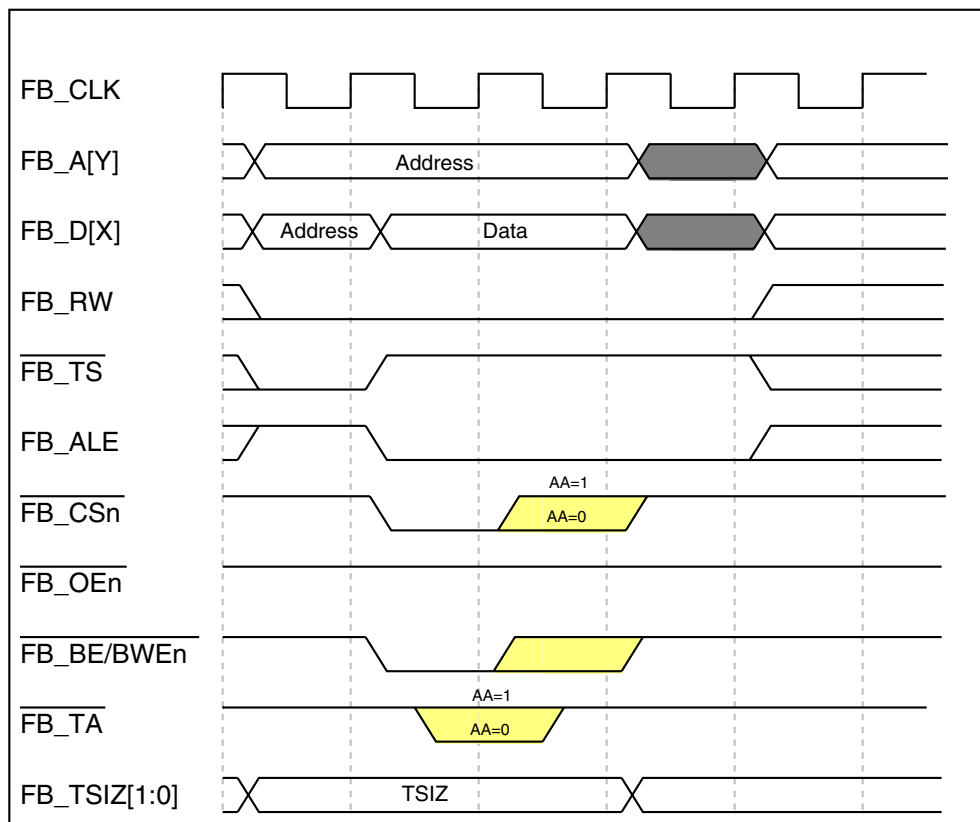 FB_CLK
FB_A[Y]
Address
FB_D[X]
Address
Data
FB_RW
FB_TS
FB_ALE
AA=1
FB_CSn
AA=0
FB_OEn
FB_BE/BWEn
AA=1
FB_TA
AA=0
FB_TSIZ[1:0]
TSIZ